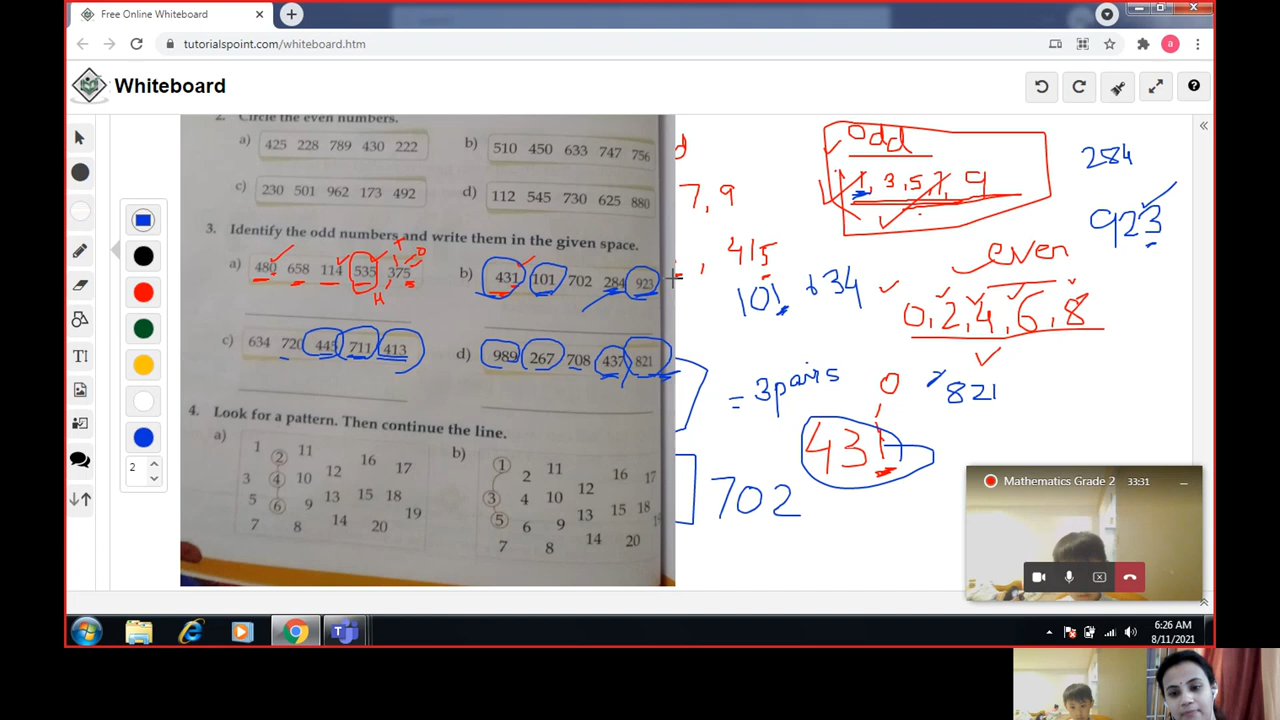 Free Online Whiteboard
tutorialspoint.com/whiteboard.htm
a
Whiteboard
2. Circle the even numbers.
a) 425 228 789 430 222
b) 510 450 633 747 756
c) 230 501 962 173 492
d) 112 545 730 625 880
3. Identify the odd numbers and write them in the given space.
a) 480 658 114 535 375
T O
H
b) 431 101 702 284 923
c) 634 720 445 711 413
d) 989 267 708 437 821
4. Look for a pattern. Then continue the line.
a)
1 2 11 16 17
3 4 10 12
5 6 9 13 15 18
7 8 14 20 19
b)
1 2 11 16 17
3 4 10 12
5 6 9 13 15 18
7 8 14 20
d
7, 9
415
101
634
odd
1, 3, 5, 7, 9
284
923
even
0, 2, 4, 6, 8
= 3 pairs
0
821
431
702
2
T
Mathematics Grade 2
33:31
6:26 AM
8/11/2021